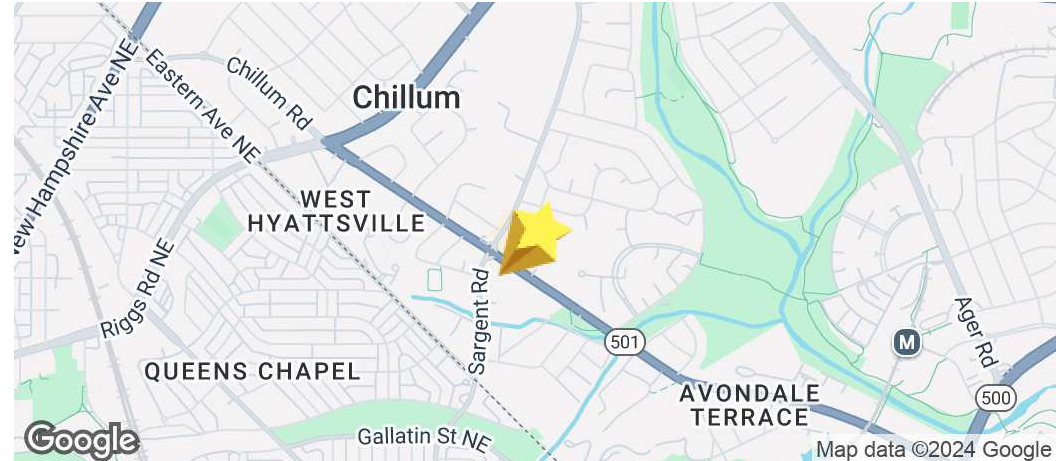 New Hampshire Ave NE
Eastern Ave NE
Chillum Rd
Chillum
WEST
HYATTSVILLE
Riggs Rd NE
Sargent Rd
501
M
Ager Rd
QUEENS CHAPEL
AVONDALE
TERRACE
500
Gallatin St NE
Google
Map data ©2024 Google